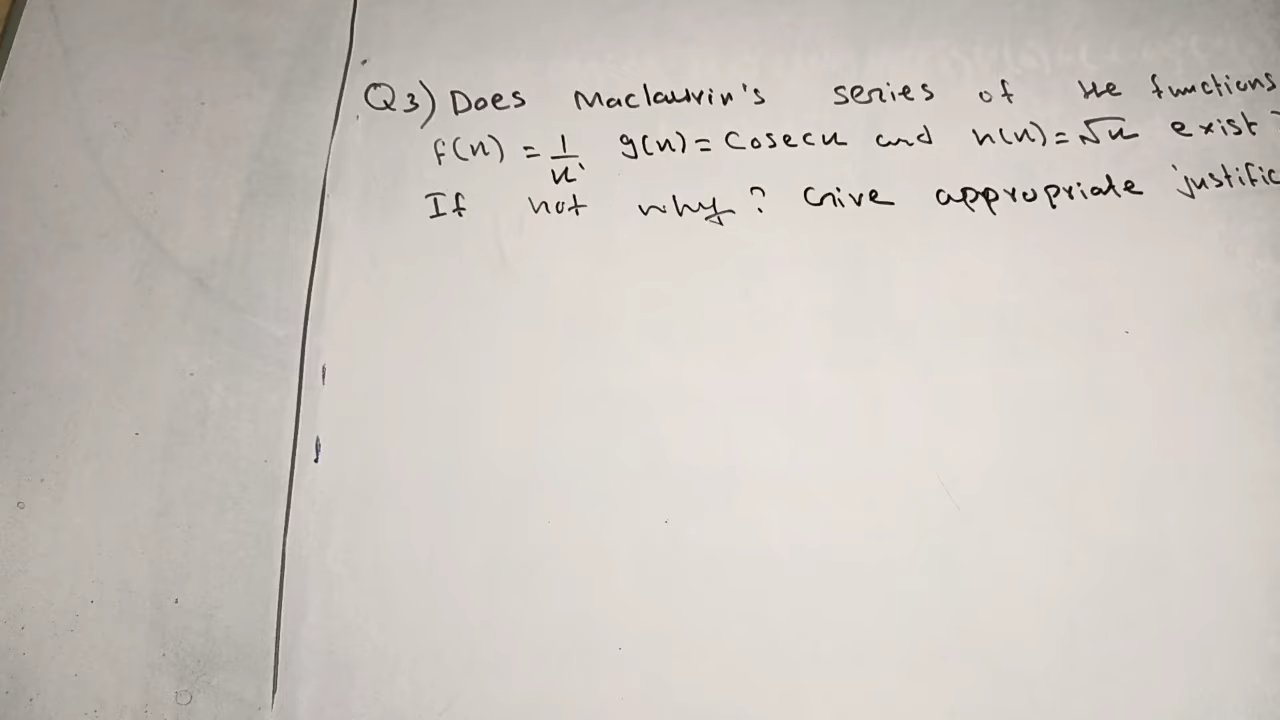 Q3) Does Maclaurin's series of the functions
f(x) = 1/x, g(x) = Cosecx and h(x) = √x exist?
If not why? Give appropriate justific